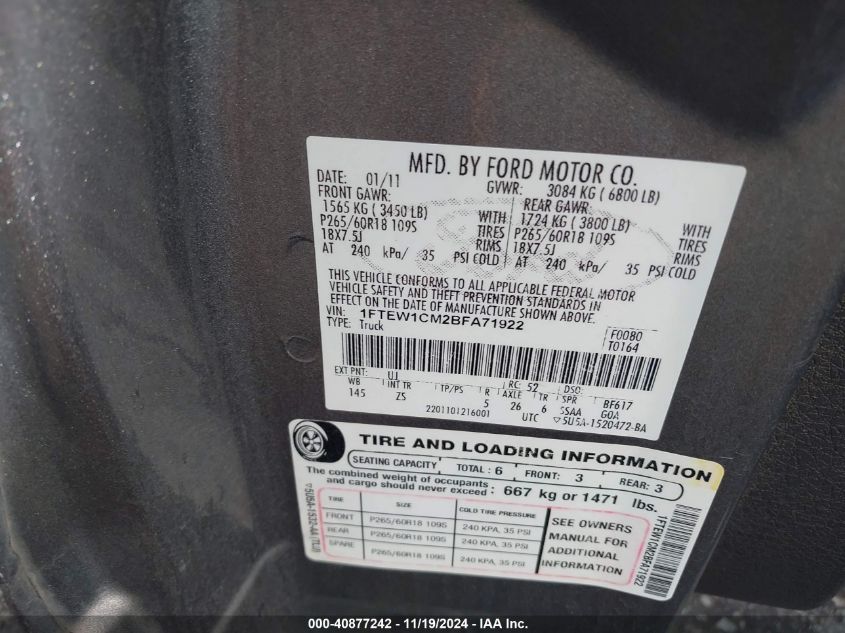 MFD. BY FORD MOTOR CO.
DATE: 01/11 GVWR: 3084 KG ( 6800 LB)
FRONT GAWR: REAR GAWR:
1565 KG ( 3450 LB) WITH 1724 KG ( 3800 LB) WITH
P265/60R18 109S TIRES P265/60R18 109S TIRES
18X7.5J RIMS 18X7.5J RIMS
AT 240 kPa/ 35 PSI COLD AT 240 kPa/ 35 PSI COLD
THIS VEHICLE CONFORMS TO ALL APPLICABLE FEDERAL MOTOR
VEHICLE SAFETY AND THEFT PREVENTION STANDARDS IN
EFFECT ON THE DATE OF MANUFACTURE SHOWN ABOVE.
VIN: 1FTEW1CM2BFA71922
TYPE: Truck
F0080
T0164
EXT PNT: UJ RC: 52 DSO:
WB INT TR TP/PS R AXLE TR SPR BF617
145 ZS 5 26 6 SSAA GOA
2201101216001 UTC ▽5U5A-1520472-BA
TIRE AND LOADING INFORMATION
SEATING CAPACITY TOTAL : 6 FRONT: 3 REAR: 3
The combined weight of occupants
and cargo should never exceed : 667 kg or 1471 lbs.
TIRE SIZE COLD TIRE PRESSURE
FRONT P265/60R18 109S 240 KPA, 35 PSI
REAR P265/60R18 109S 240 KPA, 35 PSI
SPARE P265/60R18 109S 240 KPA, 35 PSI
SEE OWNERS
MANUAL FOR
ADDITIONAL
INFORMATION
1FTEW1CM2BFA71922
000-40877242 - 11/19/2024 - IAA Inc.